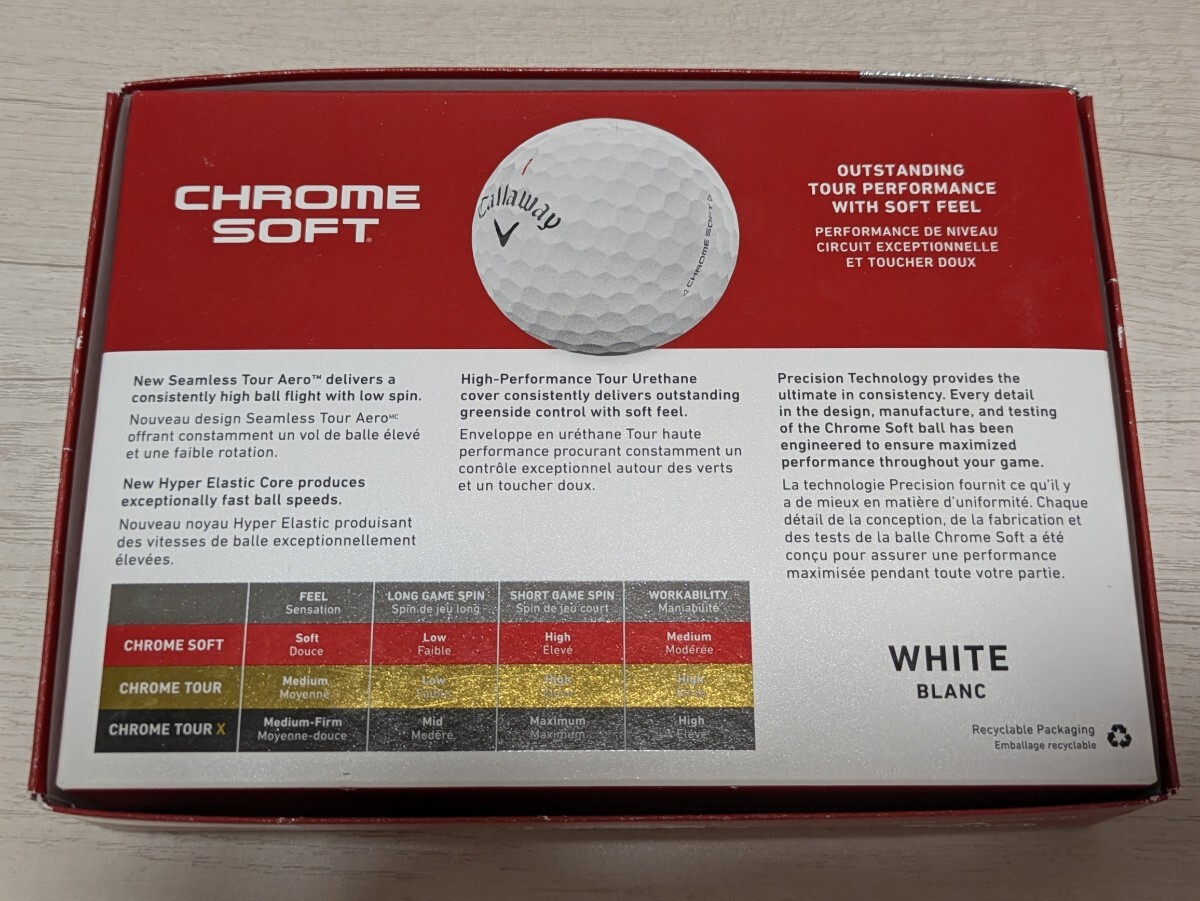 CHROME
SOFT
Callaway
CHROME SOFT
OUTSTANDING
TOUR PERFORMANCE
WITH SOFT FEEL
PERFORMANCE DE NIVEAU
CIRCUIT EXCEPTIONNELLE
ET TOUCHER DOUX
New Seamless Tour Aero™ delivers a
consistently high ball flight with low spin.
Nouveau design Seamless Tour Aeroᴹᶜ
offrant constamment un vol de balle élevé
et une faible rotation.
New Hyper Elastic Core produces
exceptionally fast ball speeds.
Nouveau noyau Hyper Elastic produisant
des vitesses de balle exceptionnellement
élevées.
High-Performance Tour Urethane
cover consistently delivers outstanding
greenside control with soft feel.
Enveloppe en uréthane Tour haute
performance procurant constamment un
contrôle exceptionnel autour des verts
et un toucher doux.
Precision Technology provides the
ultimate in consistency. Every detail
in the design, manufacture, and testing
of the Chrome Soft ball has been
engineered to ensure maximized
performance throughout your game.
La technologie Precision fournit ce qu'il y
a de mieux en matière d'uniformité. Chaque
détail de la conception, de la fabrication et
des tests de la balle Chrome Soft a été
conçu pour assurer une performance
maximisée pendant toute votre partie.
FEEL LONG GAME SPIN SHORT GAME SPIN WORKABILITY
Sensation Spin de jeu long Spin de jeu court Maniabilité
CHROME SOFT Soft Low High Medium
Douce Faible Élevé Modérée
CHROME TOUR Medium Low High High
Moyenne
CHROME TOUR X Medium-Firm Mid Maximum High
Moyenne-douce Modéré Maximum Élevé
WHITE
BLANC
Recyclable Packaging
Emballage recyclable